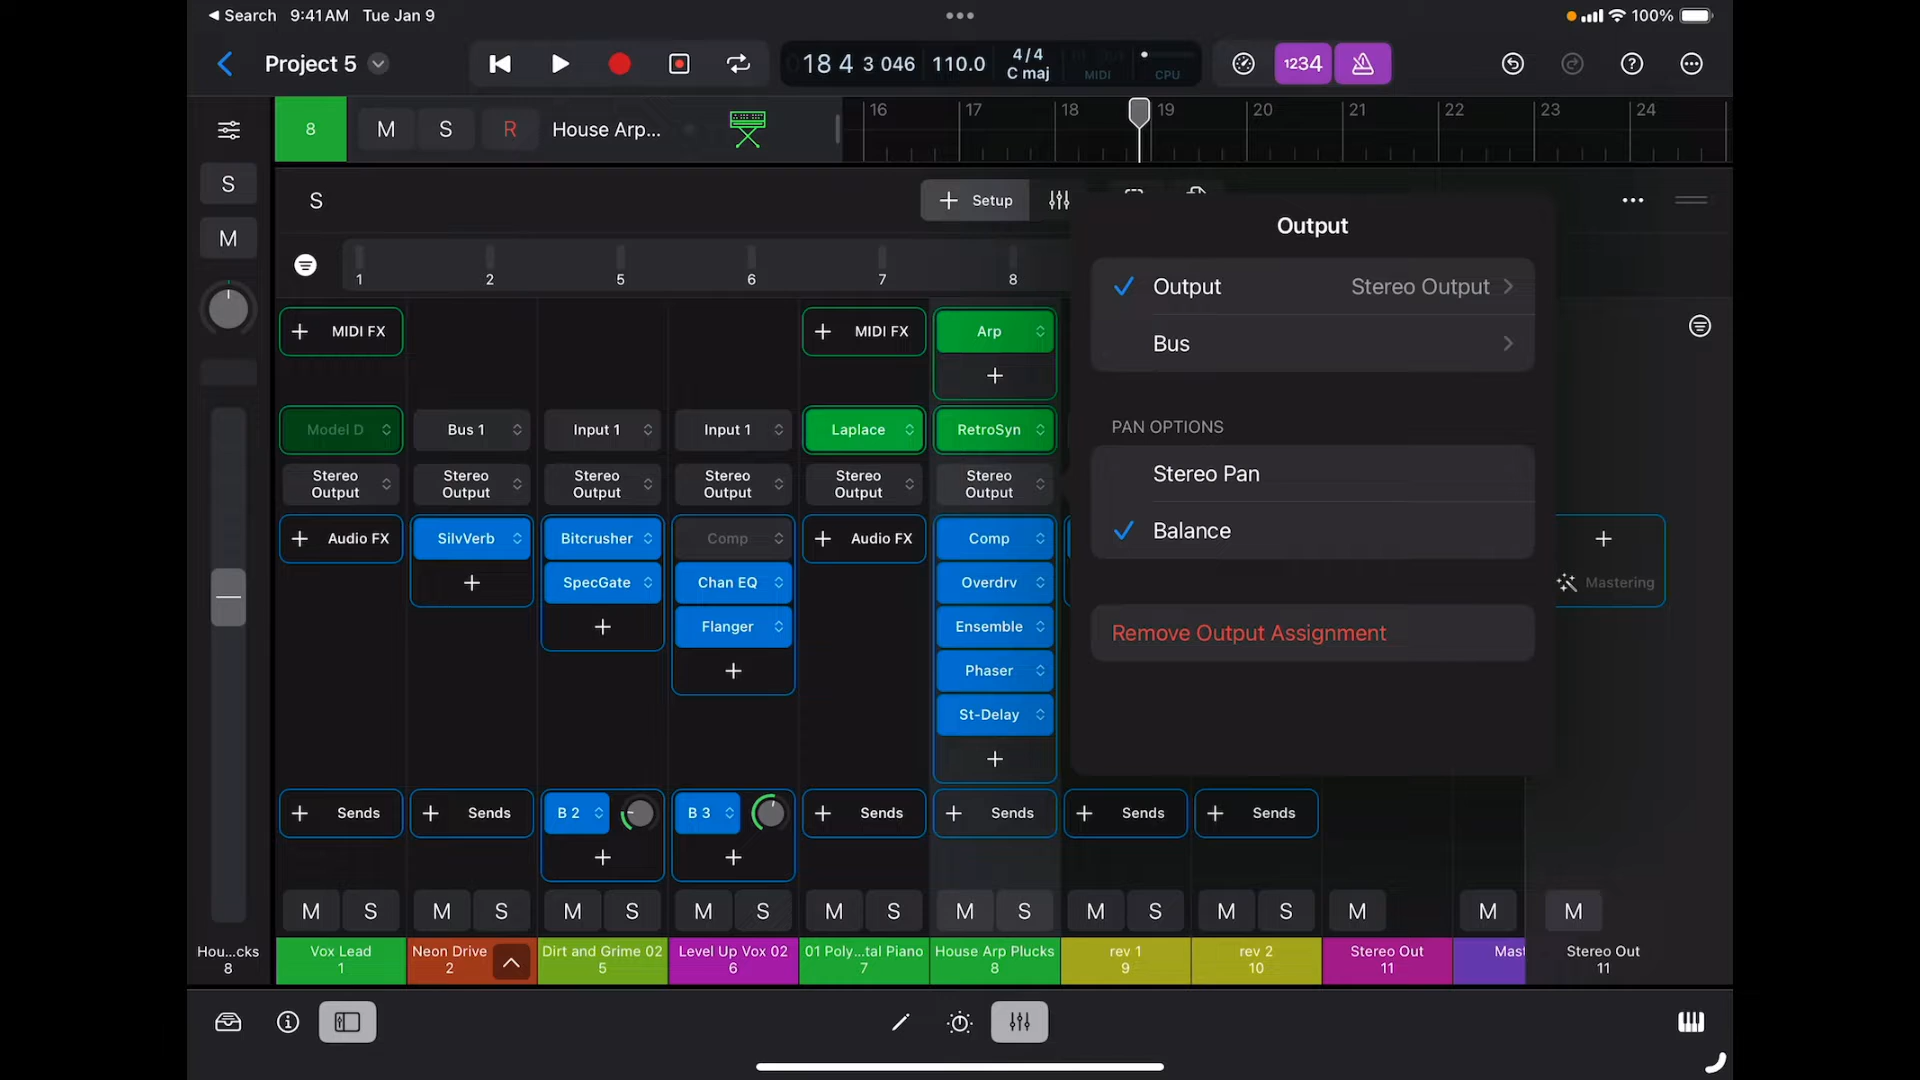 Search 9:41 AM Tue Jan 9
100%
Project 5
18 4 3 046
110.0
4/4
C maj
MIDI
CPU
1234
8
M
S
R
House Arp...
16
17
18
19
20
21
22
23
24
S
M
S
+ Setup
1
2
5
6
7
8
+ MIDI FX
+ MIDI FX
Arp
+
Model D
Bus 1
Input 1
Input 1
Laplace
RetroSyn
Stereo
Output
Stereo
Output
Stereo
Output
Stereo
Output
Stereo
Output
Stereo
Output
+ Audio FX
SilvVerb
+
Bitcrusher
SpecGate
+
Comp
Chan EQ
Flanger
+
+ Audio FX
Comp
Overdrv
Ensemble
Phaser
St-Delay
+
Output
Output
Stereo Output
Bus
PAN OPTIONS
Stereo Pan
Balance
Remove Output Assignment
+
Mastering
+ Sends
+ Sends
B 2
+
B 3
+
+ Sends
+ Sends
+ Sends
+ Sends
M S
M S
M S
M S
M S
M S
M S
M S
M
M
M
Hou...cks
8
Vox Lead
1
Neon Drive
2
Dirt and Grime 02
5
Level Up Vox 02
6
01 Poly...tal Piano
7
House Arp Plucks
8
rev 1
9
rev 2
10
Stereo Out
11
Mast
Stereo Out
11